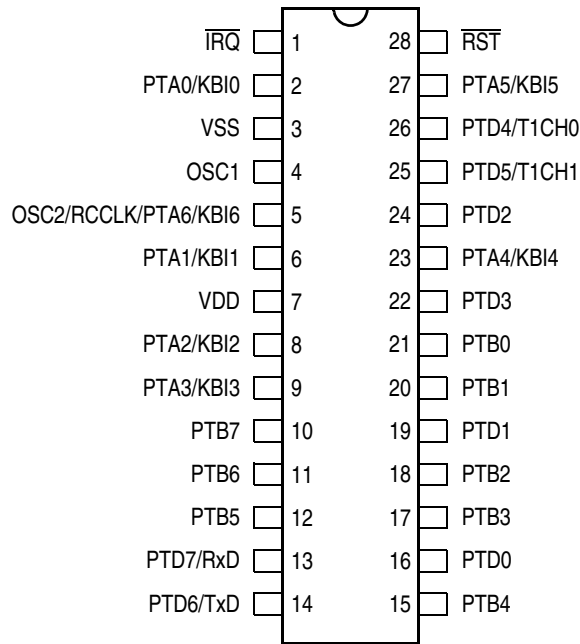 I̅R̅Q̅ 1 28 R̅S̅T̅
PTA0/KBI0 2 27 PTA5/KBI5
VSS 3 26 PTD4/T1CH0
OSC1 4 25 PTD5/T1CH1
OSC2/RCCLK/PTA6/KBI6 5 24 PTD2
PTA1/KBI1 6 23 PTA4/KBI4
VDD 7 22 PTD3
PTA2/KBI2 8 21 PTB0
PTA3/KBI3 9 20 PTB1
PTB7 10 19 PTD1
PTB6 11 18 PTB2
PTB5 12 17 PTB3
PTD7/RxD 13 16 PTD0
PTD6/TxD 14 15 PTB4